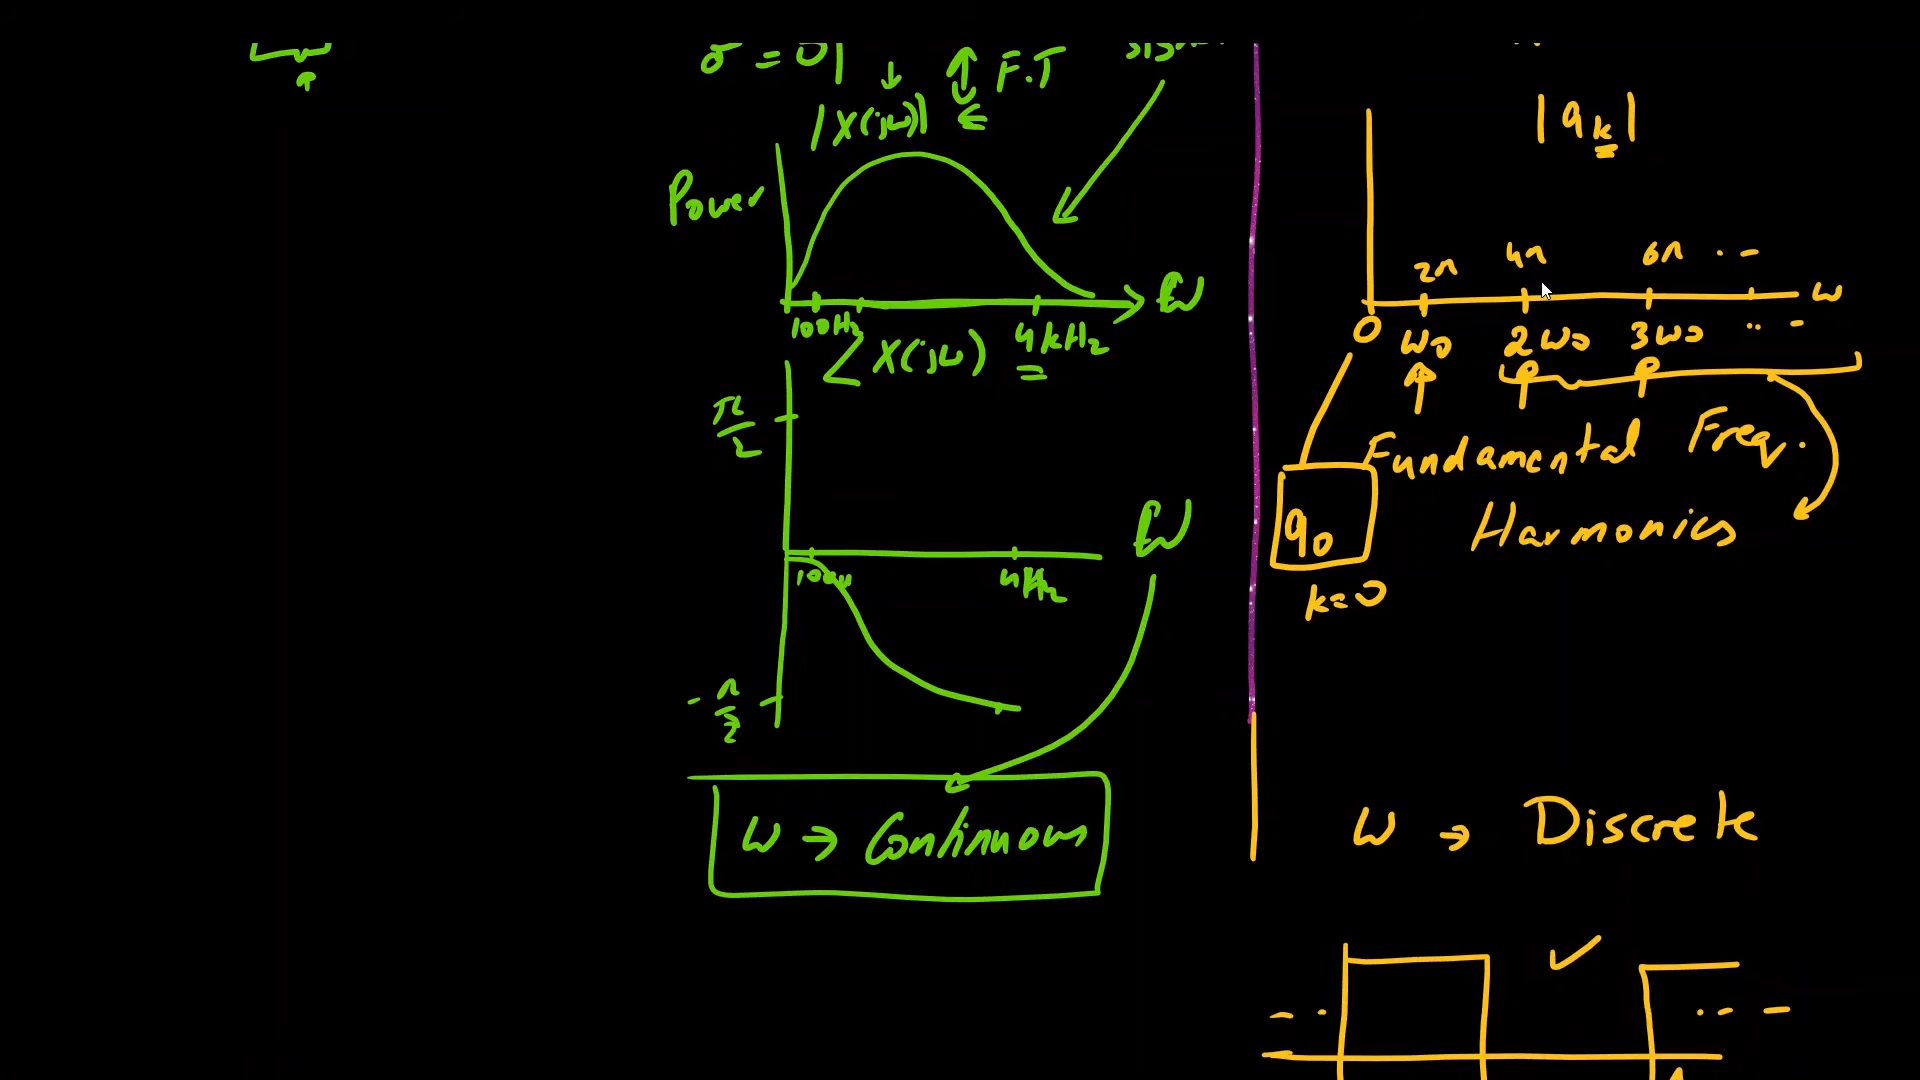 σ = 0 | ↓ ↕ F.T
|X(jω)| ⇐
Power
ω
100Hz
4kHz
∠X(jω)
π/2
ω
100H
4kHz
- π/2
ω → Continuous
|a_k|
2π 4π 6π . --
ω
0 ω0 2ω0 3ω0 .. -
Fundamental Freq.
Harmonics
a0
k=0
ω → Discrete